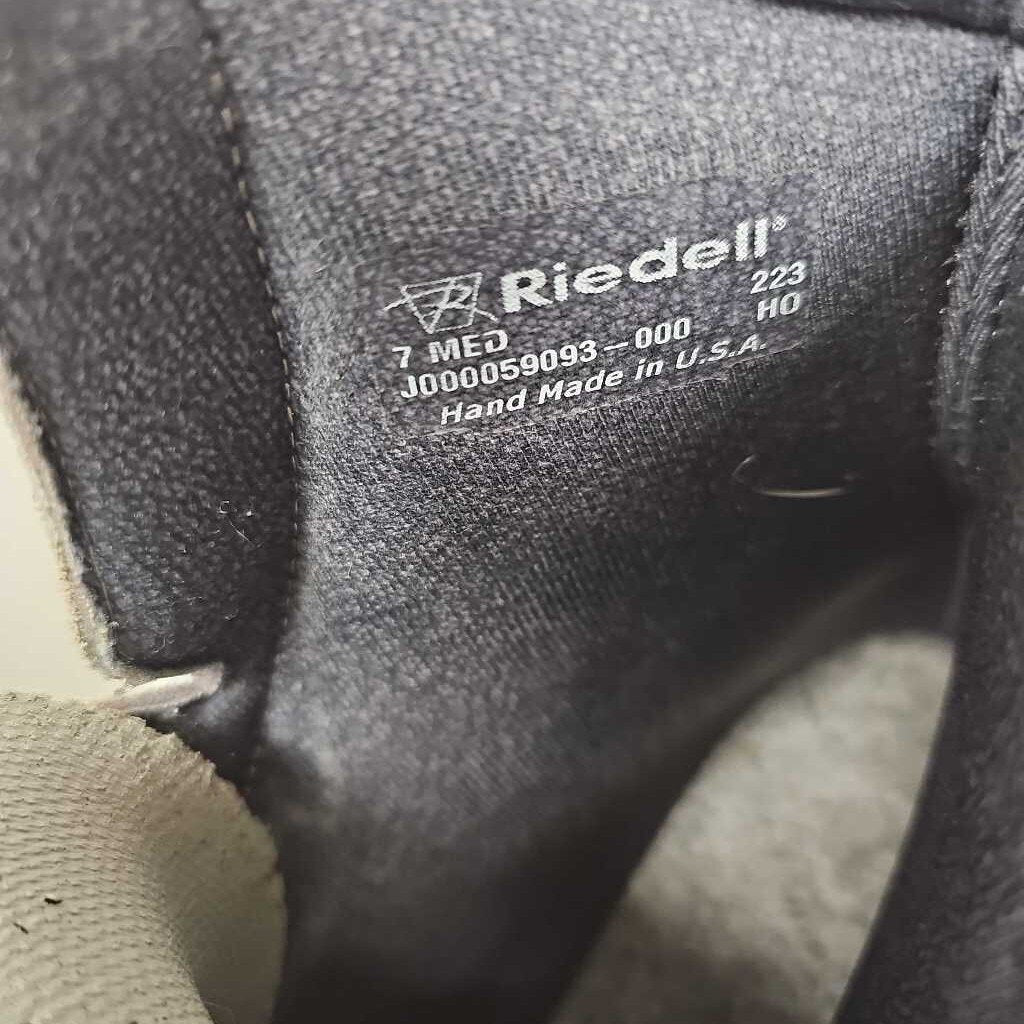 Riedell®
223
7 MED HO
J000059093-000
Hand Made in U.S.A.